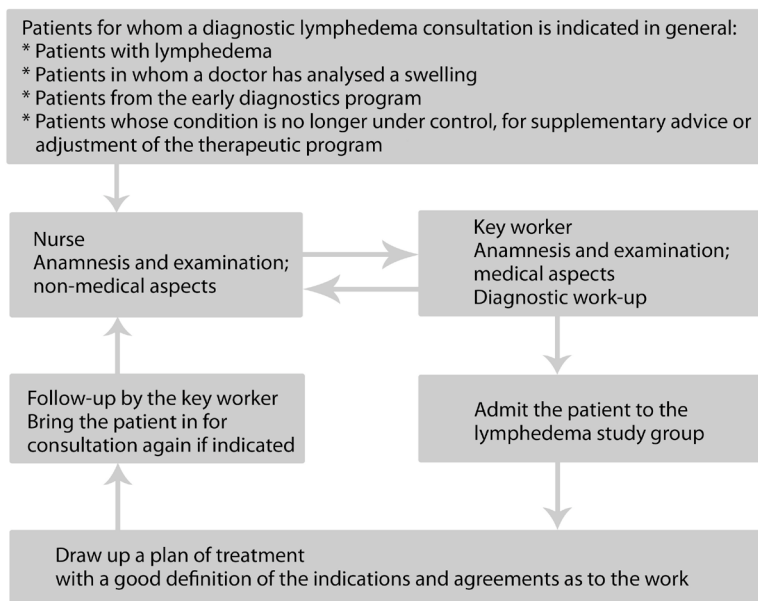 Patients for whom a diagnostic lymphedema consultation is indicated in general:
* Patients with lymphedema
* Patients in whom a doctor has analysed a swelling
* Patients from the early diagnostics program
* Patients whose condition is no longer under control, for supplementary advice or
adjustment of the therapeutic program
Nurse
Anamnesis and examination;
non-medical aspects
Key worker
Anamnesis and examination;
medical aspects
Diagnostic work-up
Follow-up by the key worker
Bring the patient in for
consultation again if indicated
Admit the patient to the
lymphedema study group
Draw up a plan of treatment
with a good definition of the indications and agreements as to the work